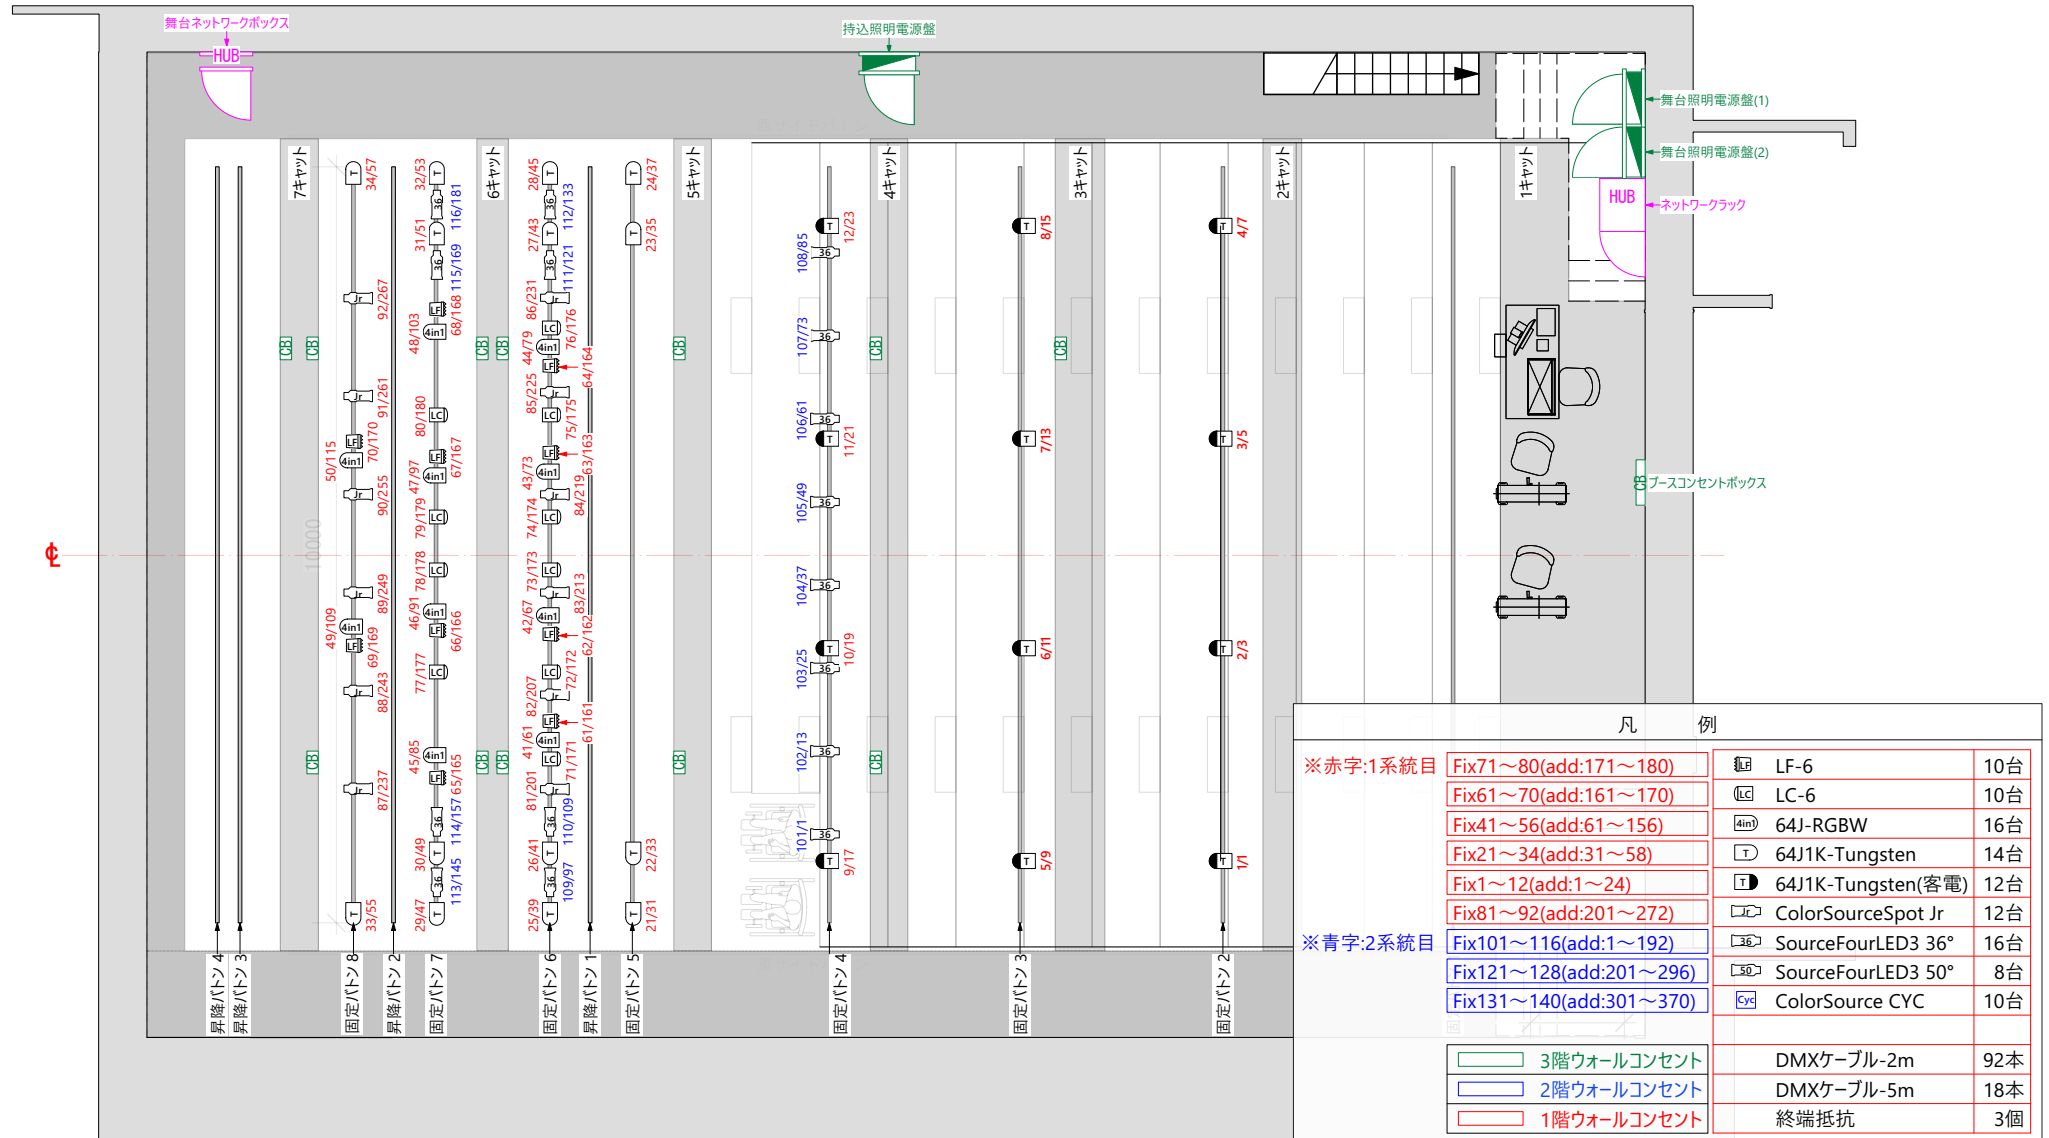 舞台ネットワークボックス
HUB
持込照明電源盤
舞台照明電源盤(1)
舞台照明電源盤(2)
HUB
ネットワークラック
CB ブースコンセントボックス
7キャット
6キャット
5キャット
4キャット
3キャット
2キャット
1キャット
34/57
92/267
91/261
70/170
50/115
90/255
89/249
49/109
69/169
88/243
87/237
33/55
32/53
116/181
31/51
115/169
68/168
48/103
80/180
67/167
47/97
79/179
78/178
46/91
66/166
77/177
45/85
65/165
114/157
30/49
113/145
29/47
28/45
112/133
27/43
111/121
86/231
76/176
44/79
64/164
85/225
75/175
63/163
43/73
84/219
74/174
73/173
83/213
42/67
62/162
72/172
82/207
61/161
41/61
71/171
81/201
110/109
26/41
109/97
25/39
24/37
23/35
22/33
21/31
12/23
108/85
107/73
106/61
11/21
105/49
104/37
10/19
103/25
102/13
101/1
9/17
8/15
7/13
6/11
5/9
4/7
3/5
2/3
1/1
CB
CB
CB
CB
CB
CB
CB
CB
CB
CB
CB
CB
10000
昇降バトン 4
昇降バトン 3
固定バトン 8
昇降バトン 2
固定バトン 7
固定バトン 6
昇降バトン 1
固定バトン 5
固定バトン 4
固定バトン 3
固定バトン 2
凡 例
※赤字:1系統目 Fix71～80(add:171～180) LF LF-6 10台
Fix61～70(add:161～170) LC LC-6 10台
Fix41～56(add:61～156) 4in1 64J-RGBW 16台
Fix21～34(add:31～58) T 64J1K-Tungsten 14台
Fix1～12(add:1～24) T 64J1K-Tungsten(客電) 12台
Fix81～92(add:201～272) Jr ColorSourceSpot Jr 12台
※青字:2系統目 Fix101～116(add:1～192) 36 SourceFourLED3 36° 16台
Fix121～128(add:201～296) 50 SourceFourLED3 50° 8台
Fix131～140(add:301～370) Cyc ColorSource CYC 10台
3階ウォールコンセント DMXケーブル-2m 92本
2階ウォールコンセント DMXケーブル-5m 18本
1階ウォールコンセント 終端抵抗 3個